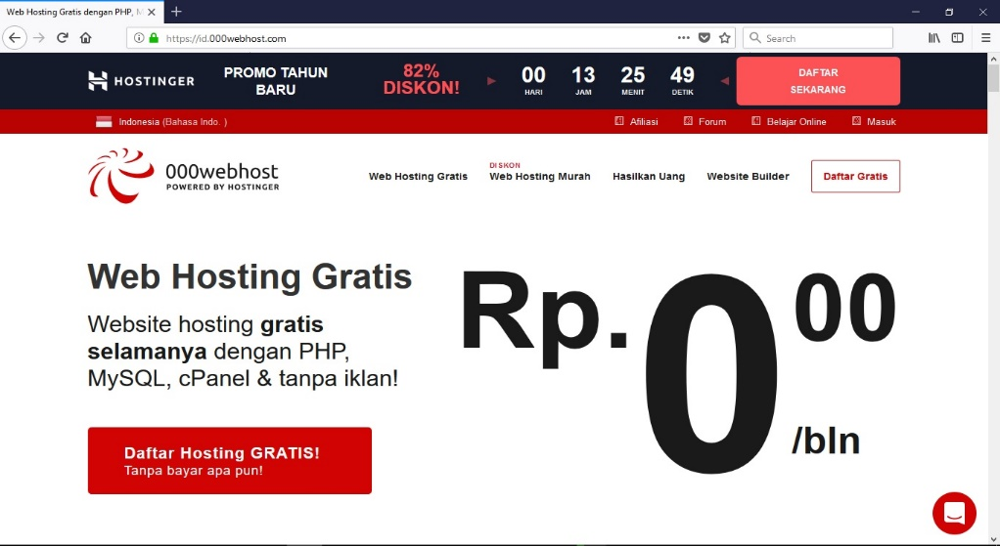 Web Hosting Gratis dengan PHP, M
https://id.000webhost.com
Search
HOSTINGER
PROMO TAHUN
BARU
82%
DISKON!
00 13 25 49
HARI JAM MENIT DETIK
DAFTAR
SEKARANG
Indonesia (Bahasa Indo. )
Afiliasi Forum Belajar Online Masuk
000webhost
POWERED BY HOSTINGER
DISKON
Web Hosting Gratis Web Hosting Murah Hasilkan Uang Website Builder Daftar Gratis
Web Hosting Gratis
Website hosting gratis
selamanya dengan PHP,
MySQL, cPanel & tanpa iklan!
Rp.000
/bln
Daftar Hosting GRATIS!
Tanpa bayar apa pun!